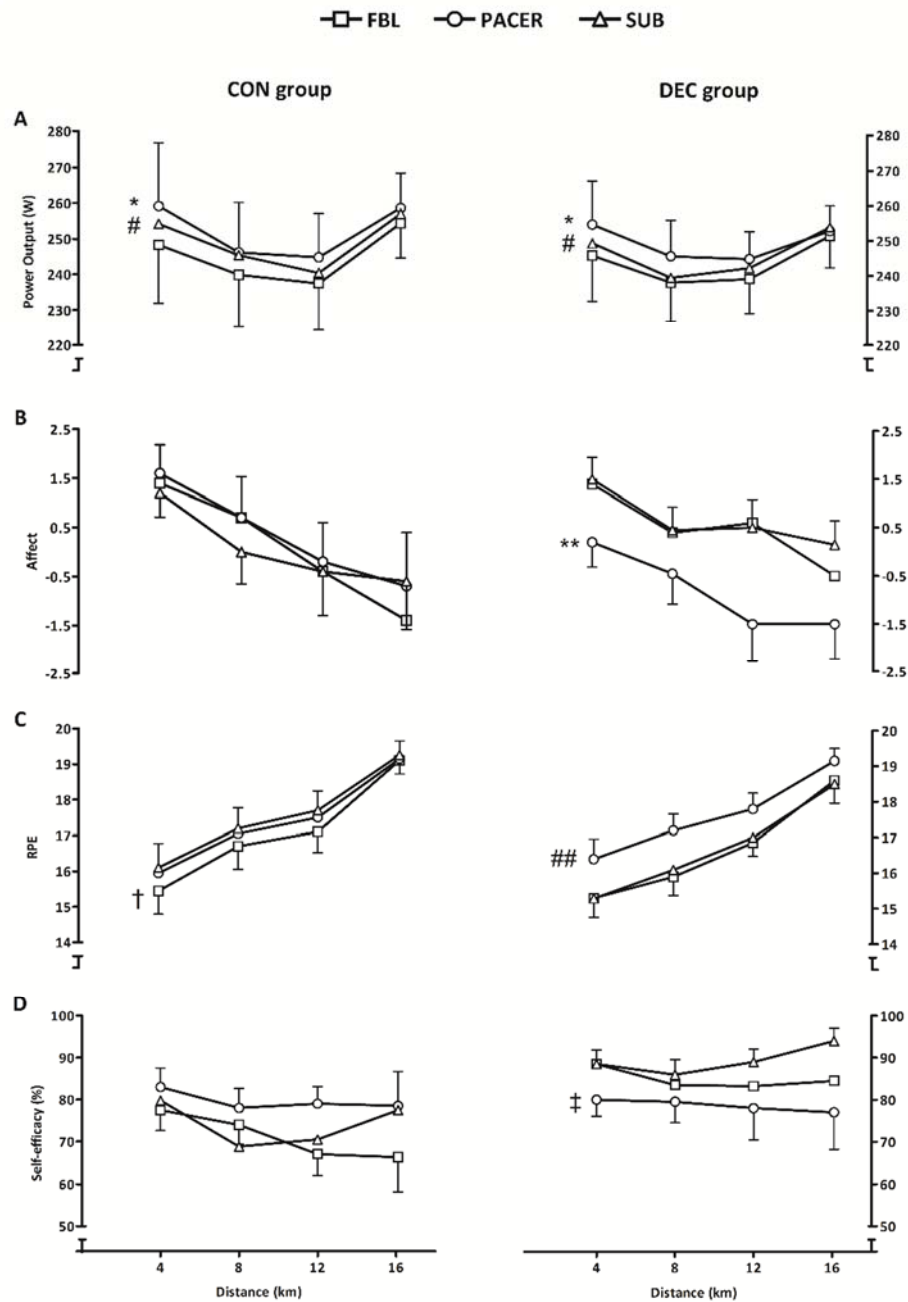 FBL PACER SUB
CON group DEC group
A
280 280
270 270
260 260
250 250
240 240
230 230
220 220
Power Output (W)
*
#
*
#
B
2.5 2.5
1.5 1.5
0.5 0.5
-0.5 -0.5
-1.5 -1.5
-2.5 -2.5
Affect
**
C
20 20
19 19
18 18
17 17
16 16
15 15
14 14
RPE
†
##
D
100 100
90 90
80 80
70 70
60 60
50 50
Self-efficacy (%)
‡
4 8 12 16 4 8 12 16
Distance (km) Distance (km)